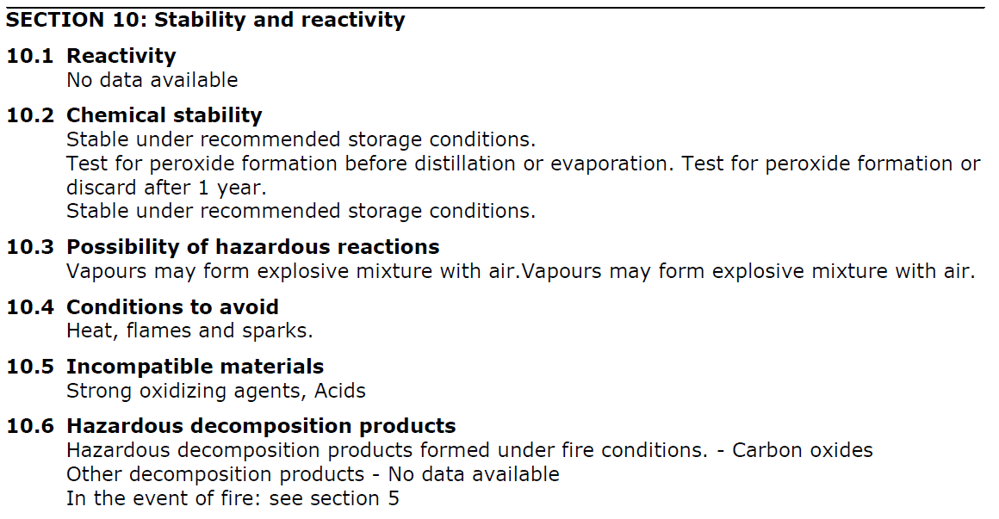 SECTION 10: Stability and reactivity
10.1 Reactivity
No data available
10.2 Chemical stability
Stable under recommended storage conditions.
Test for peroxide formation before distillation or evaporation. Test for peroxide formation or
discard after 1 year.
Stable under recommended storage conditions.
10.3 Possibility of hazardous reactions
Vapours may form explosive mixture with air.Vapours may form explosive mixture with air.
10.4 Conditions to avoid
Heat, flames and sparks.
10.5 Incompatible materials
Strong oxidizing agents, Acids
10.6 Hazardous decomposition products
Hazardous decomposition products formed under fire conditions. - Carbon oxides
Other decomposition products - No data available
In the event of fire: see section 5